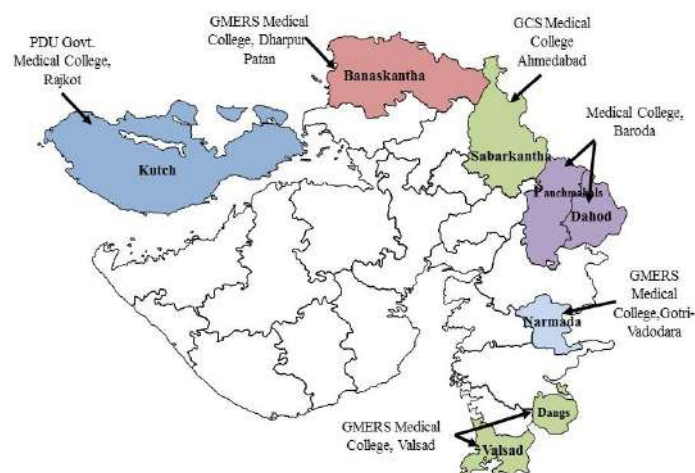 GMERS Medical
College, Dharpur
Patan
GCS Medical
College
Ahmedabad
PDU Govt.
Medical College,
Rajkot
Banaskantha
Medical College,
Baroda
Sabarkantha
Kutch
Panchmahals
Dahod
GMERS
Medical
College,Gotri-
Vadodara
Narmada
Dangs
GMERS Medical
College, Valsad
Valsad